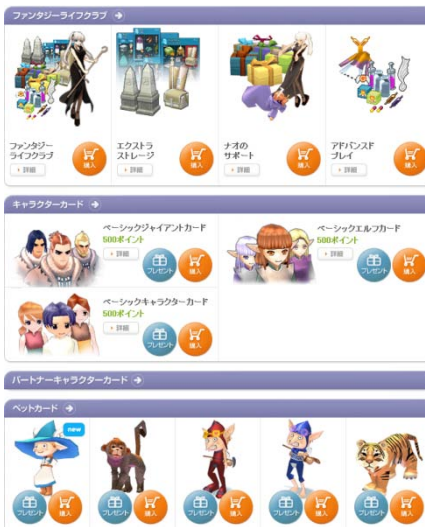 ファンタジーライフクラブ
ファンタジー
ライフクラブ
詳細
購入
エクストラ
ストレージ
詳細
購入
ナオの
サポート
詳細
購入
アドバンスド
プレイ
詳細
購入
キャラクターカード
ベーシックジャイアントカード
500ポイント
詳細
プレゼント
購入
ベーシックエルフカード
500ポイント
詳細
プレゼント
購入
ベーシックキャラクターカード
500ポイント
詳細
プレゼント
購入
パートナーキャラクターカード
ペットカード
new
プレゼント
購入
プレゼント
購入
プレゼント
購入
プレゼント
購入
プレゼント
購入